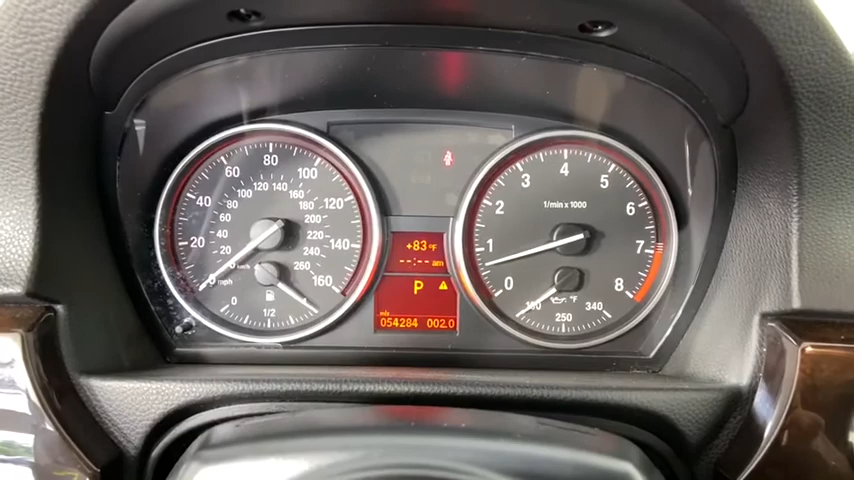 80
60 100
120 140
100 160
40 80 180 120
60 200
20 40 220 140
20 240
0 km/h 260
0 mph 160
0
1/2
+83°F
--:-- am
P
mls
054284 002.0
4
3 5
1/min x 1000
2 6
1 7
0 8
°F
340
250